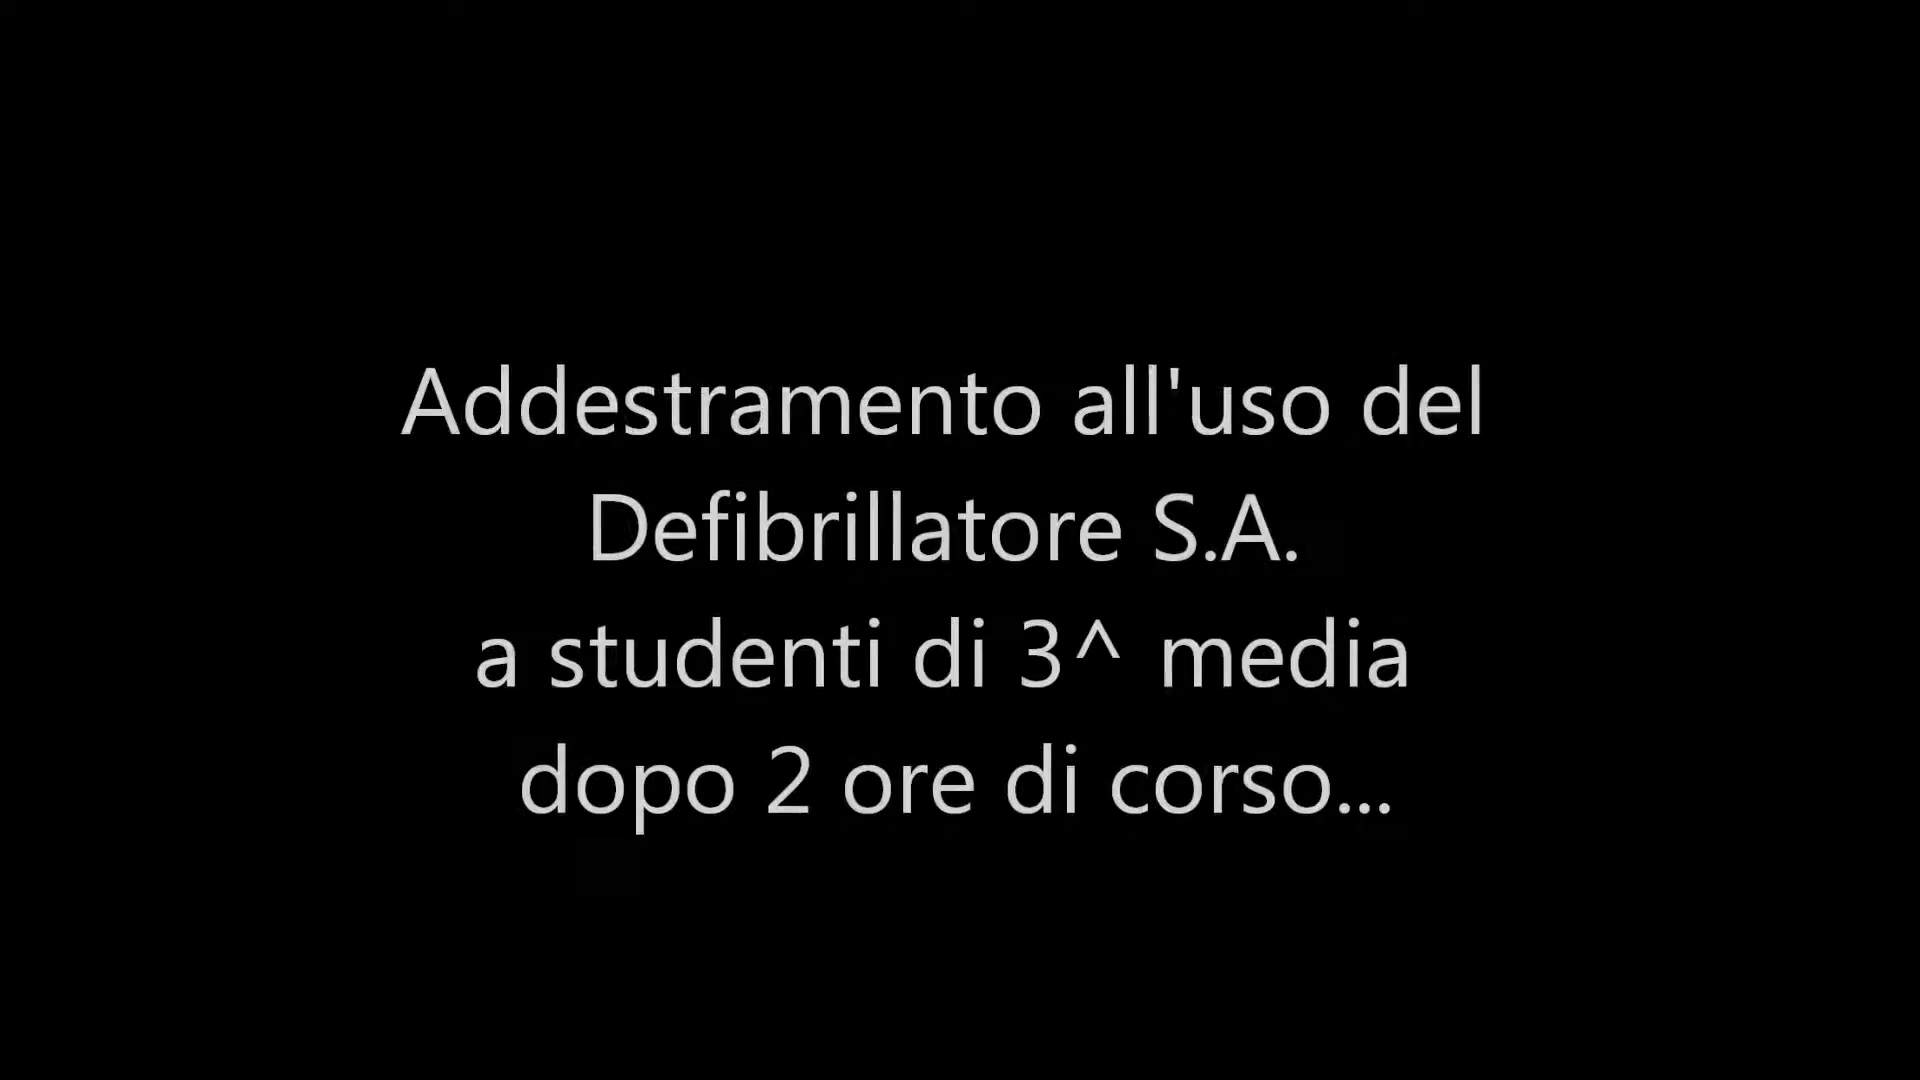 Addestramento all'uso del
Defibrillatore S.A.
a studenti di 3^ media
dopo 2 ore di corso...